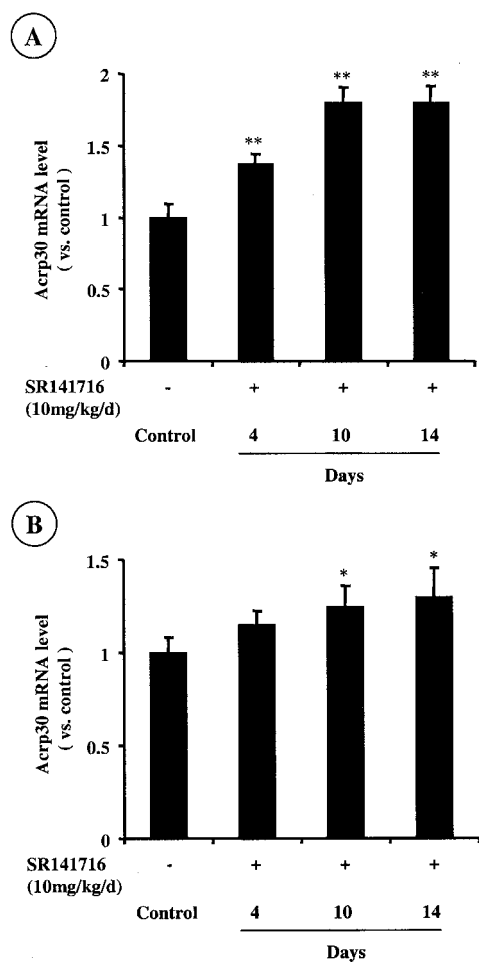 A
Acrp30 mRNA level
( vs. control)
2
1.5
1
0.5
0
**
**
**
SR141716
(10mg/kg/d)
- + + +
Control 4 10 14
Days
B
Acrp30 mRNA level
( vs. control)
1.5
1
0.5
0
*
*
SR141716
(10mg/kg/d)
- + + +
Control 4 10 14
Days